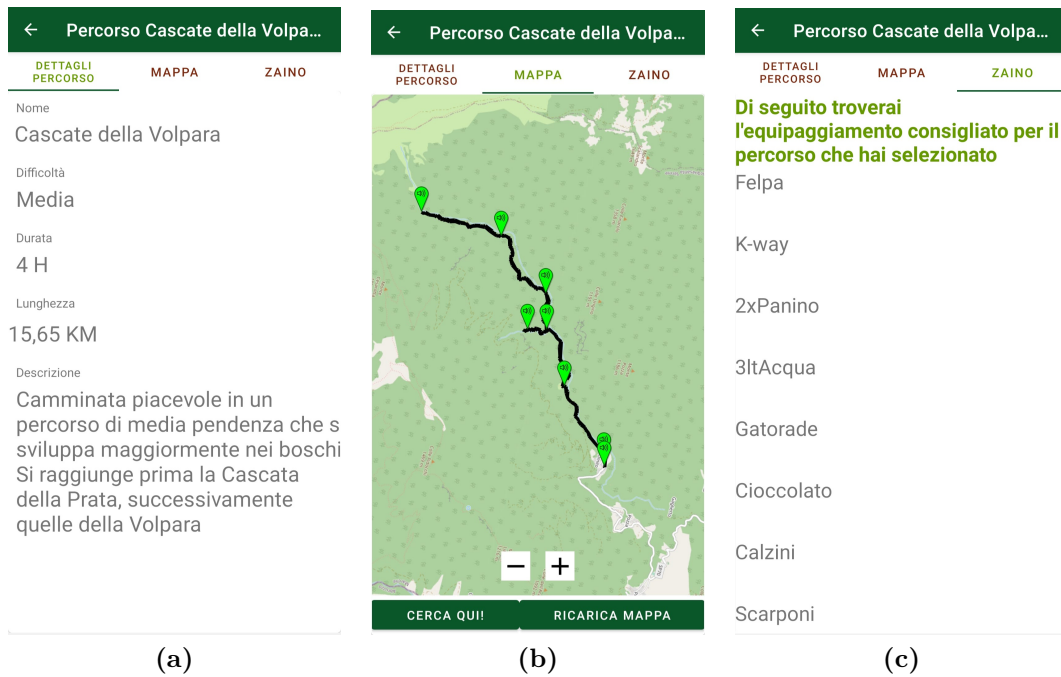 Percorso Cascate della Volpa...
DETTAGLI
PERCORSO
MAPPA
ZAINO
Nome
Cascate della Volpara
Difficoltà
Media
Durata
4 H
Lunghezza
15,65 KM
Descrizione
Camminata piacevole in un
percorso di media pendenza che s
sviluppa maggiormente nei boschi
Si raggiunge prima la Cascata
della Prata, successivamente
quelle della Volpara
(a)
Percorso Cascate della Volpa...
DETTAGLI
PERCORSO
MAPPA
ZAINO
− +
CERCA QUI!
RICARICA MAPPA
(b)
Percorso Cascate della Volpa...
DETTAGLI
PERCORSO
MAPPA
ZAINO
Di seguito troverai
l'equipaggiamento consigliato per il
percorso che hai selezionato
Felpa
K-way
2xPanino
3ltAcqua
Gatorade
Cioccolato
Calzini
Scarponi
(c)